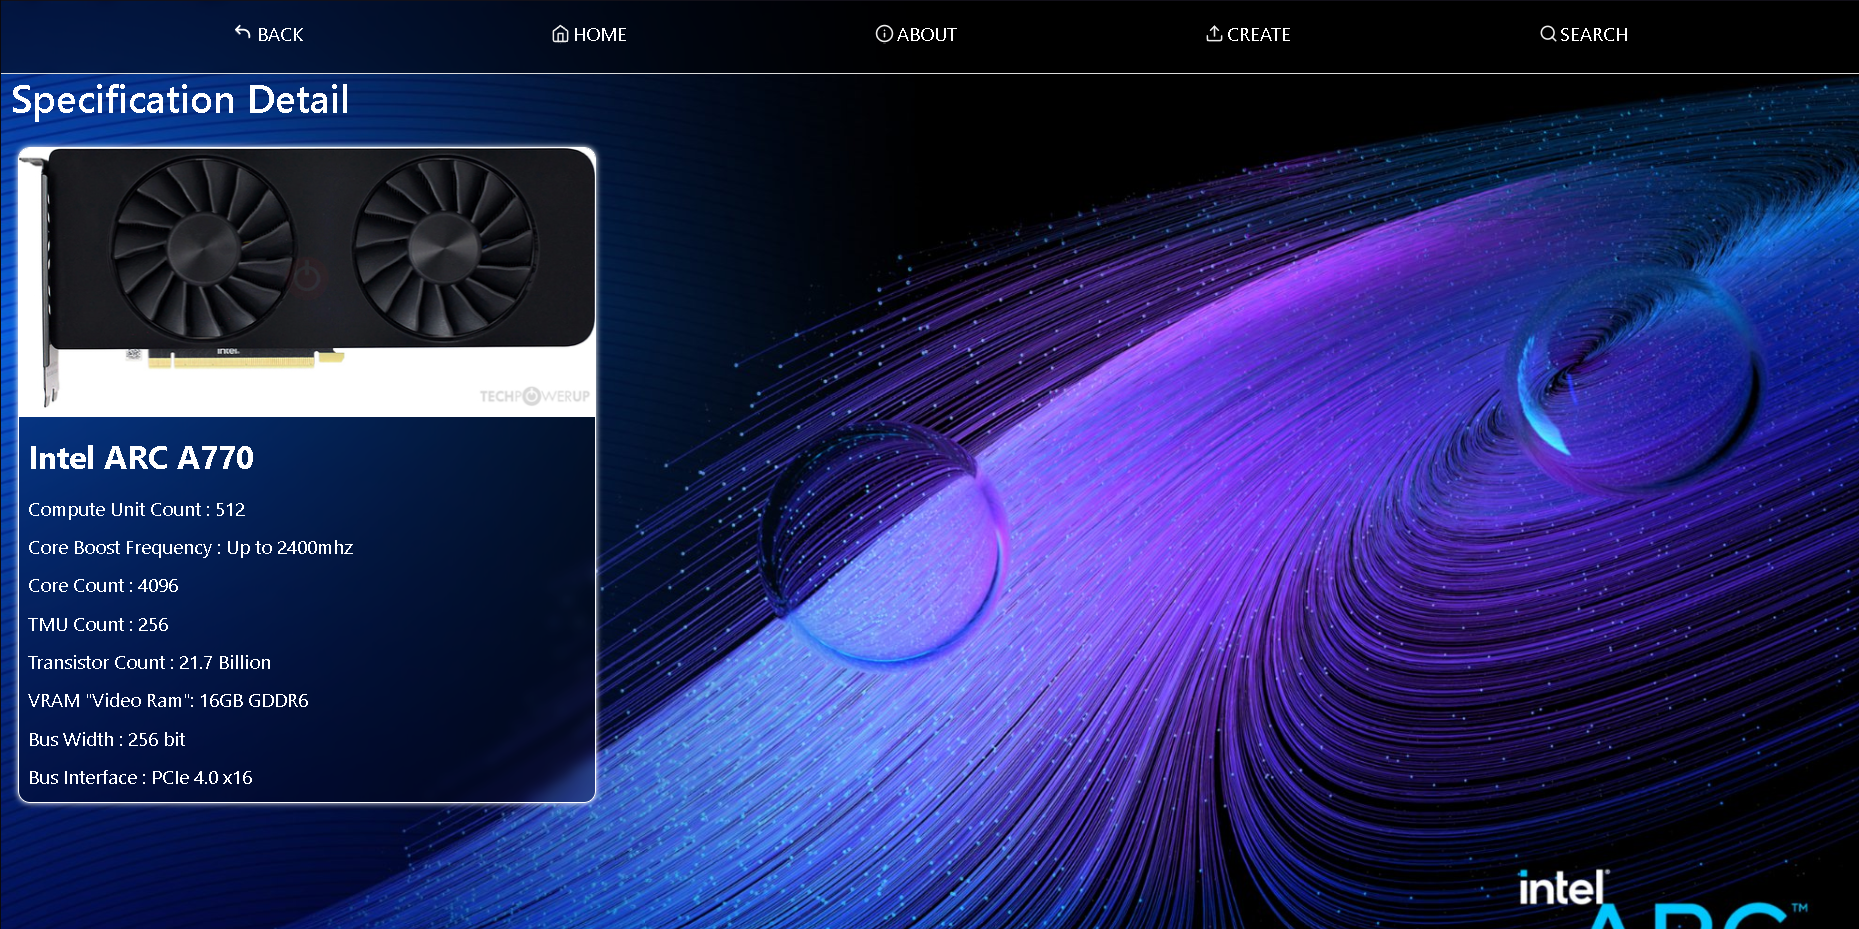 BACK
HOME
ABOUT
CREATE
SEARCH
Specification Detail
intel
TECHPOWERUP
Intel ARC A770
Compute Unit Count : 512
Core Boost Frequency : Up to 2400mhz
Core Count : 4096
TMU Count : 256
Transistor Count : 21.7 Billion
VRAM "Video Ram": 16GB GDDR6
Bus Width : 256 bit
Bus Interface : PCIe 4.0 x16
intel
ARC™